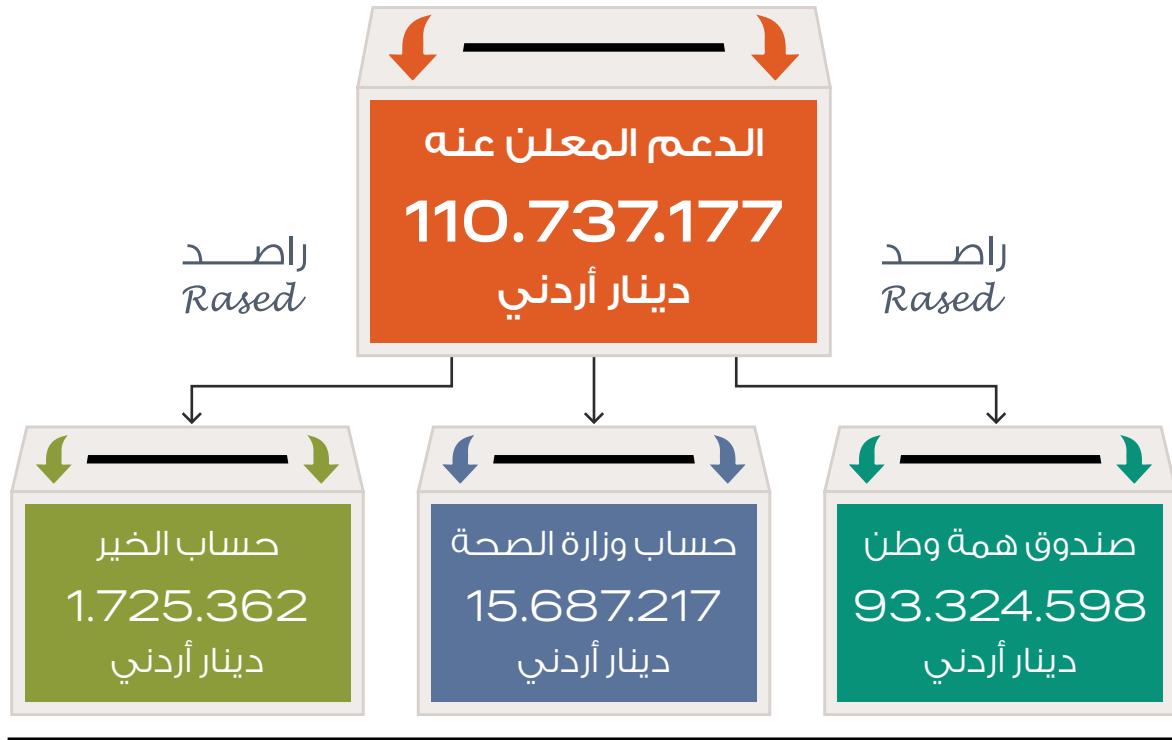 الدعم المعلن عنه
110.737.177
دينار أردني
راصد
Rased
راصد
Rased
صندوق همة وطن
93.324.598
دينار أردني
حساب وزارة الصحة
15.687.217
دينار أردني
حساب الخير
1.725.362
دينار أردني